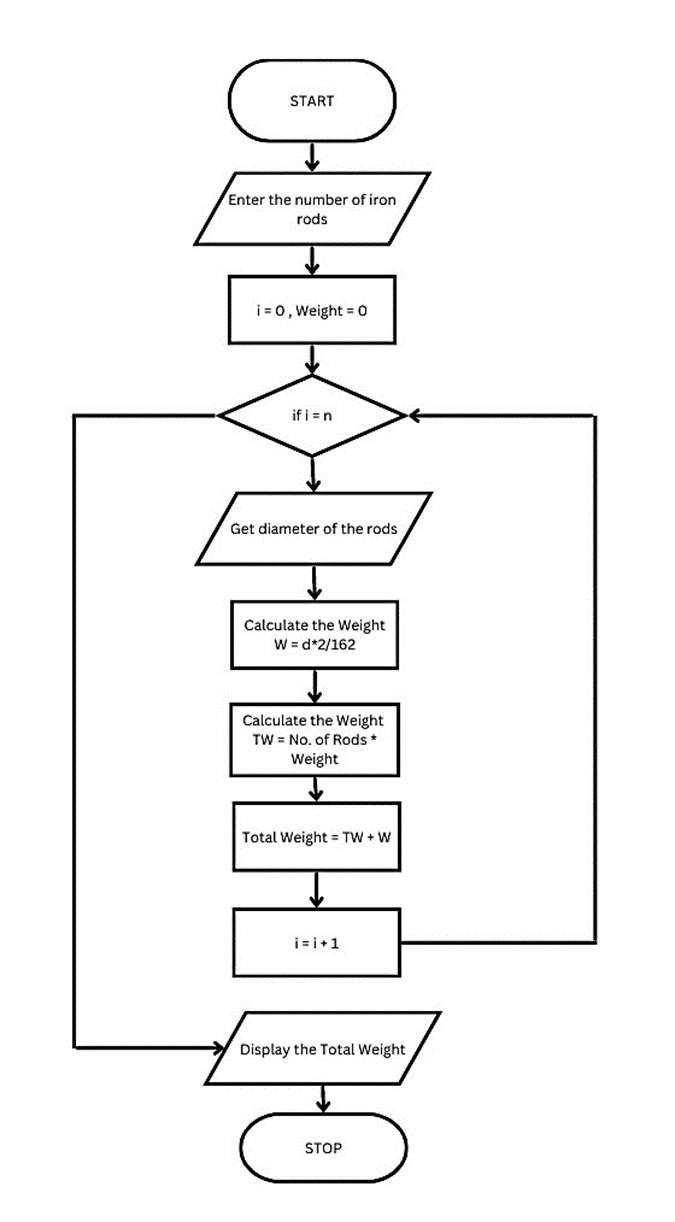 START
Enter the number of iron
rods
i = 0 , Weight = 0
if i = n
Get diameter of the rods
Calculate the Weight
W = d*2/162
Calculate the Weight
TW = No. of Rods *
Weight
Total Weight = TW + W
i = i + 1
Display the Total Weight
STOP